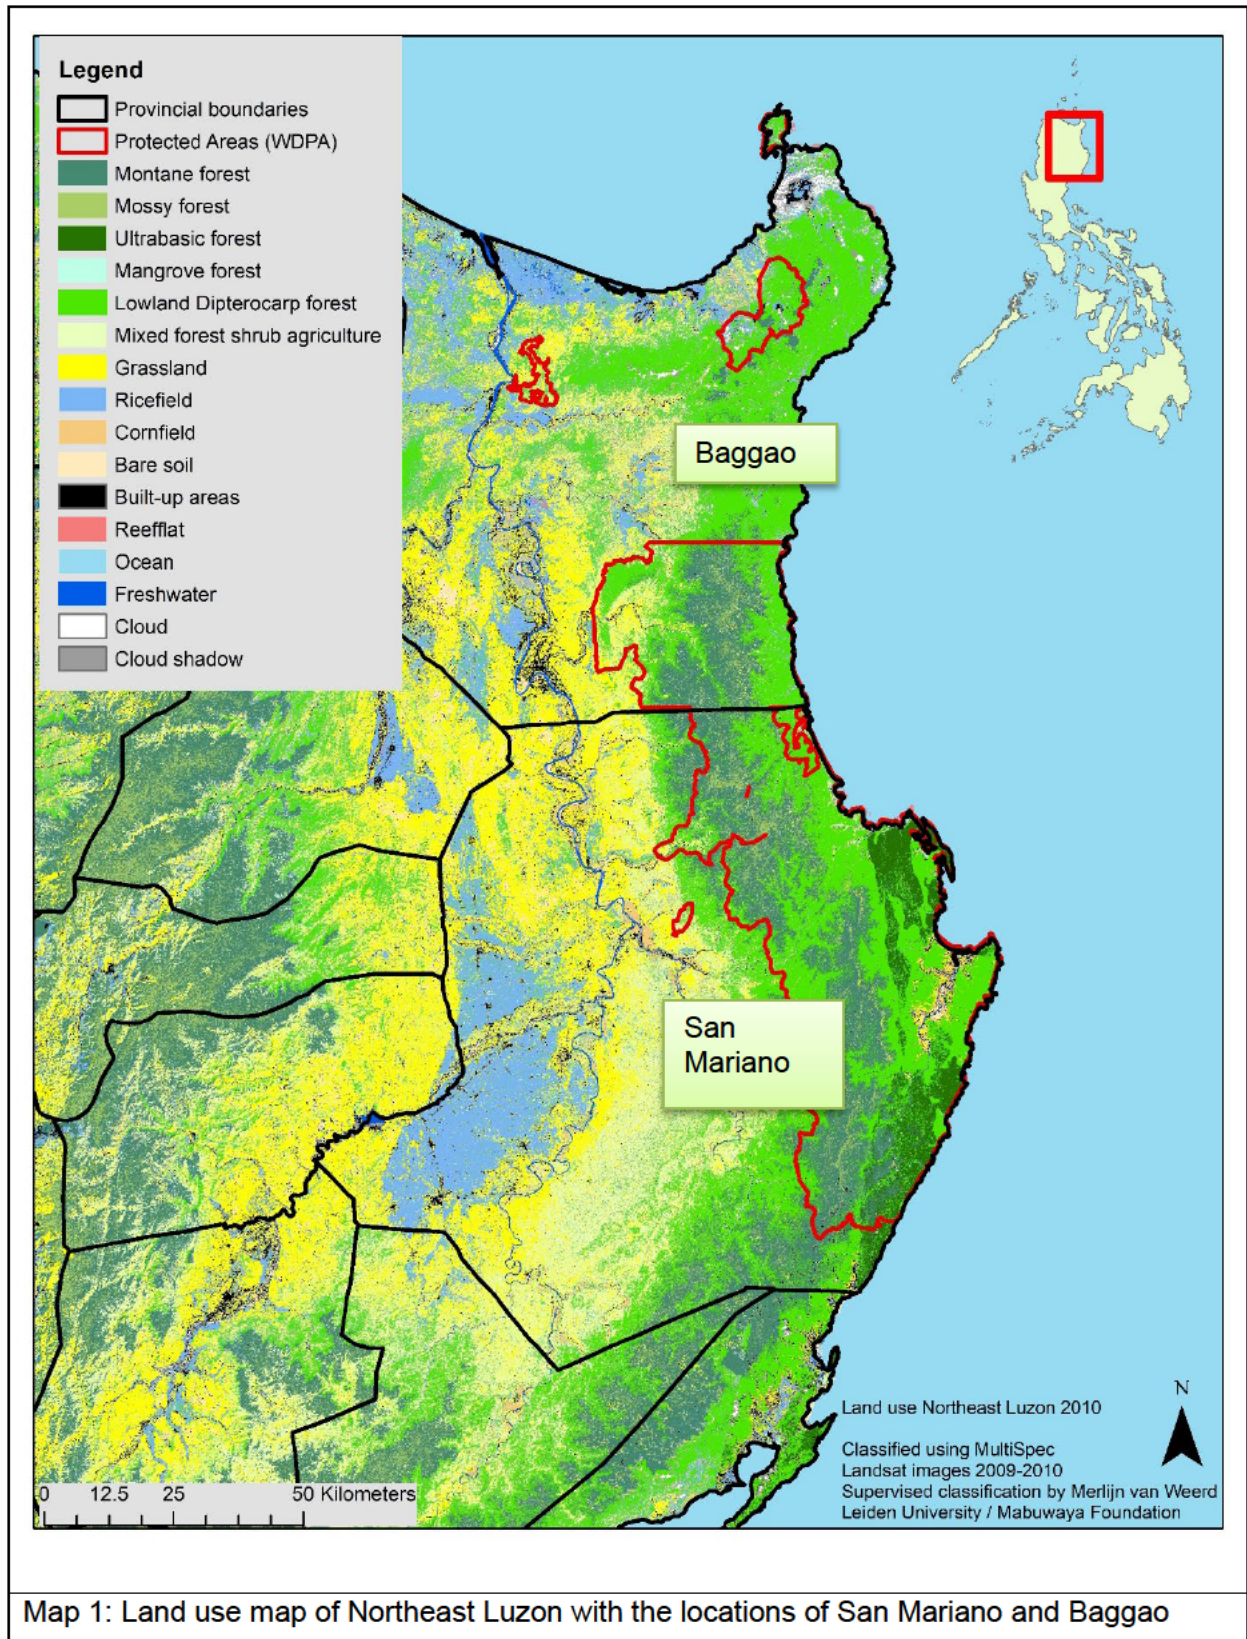 Legend
Provincial boundaries
Protected Areas (WDPA)
Montane forest
Mossy forest
Ultrabasic forest
Mangrove forest
Lowland Dipterocarp forest
Mixed forest shrub agriculture
Grassland
Ricefield
Cornfield
Bare soil
Built-up areas
Reefflat
Ocean
Freshwater
Cloud
Cloud shadow
Baggao
San
Mariano
N
Land use Northeast Luzon 2010
Classified using MultiSpec
Landsat images 2009-2010
Supervised classification by Merlijn van Weerd
Leiden University / Mabuwaya Foundation
0 12.5 25 50 Kilometers
Map 1: Land use map of Northeast Luzon with the locations of San Mariano and Baggao